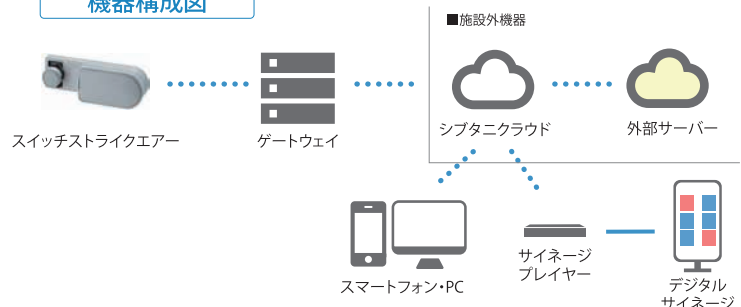 機器構成図
■施設外機器
スイッチストライクエアー
ゲートウェイ
シブタニクラウド
外部サーバー
スマートフォン・PC
サイネージ
プレイヤー
デジタル
サイネージ